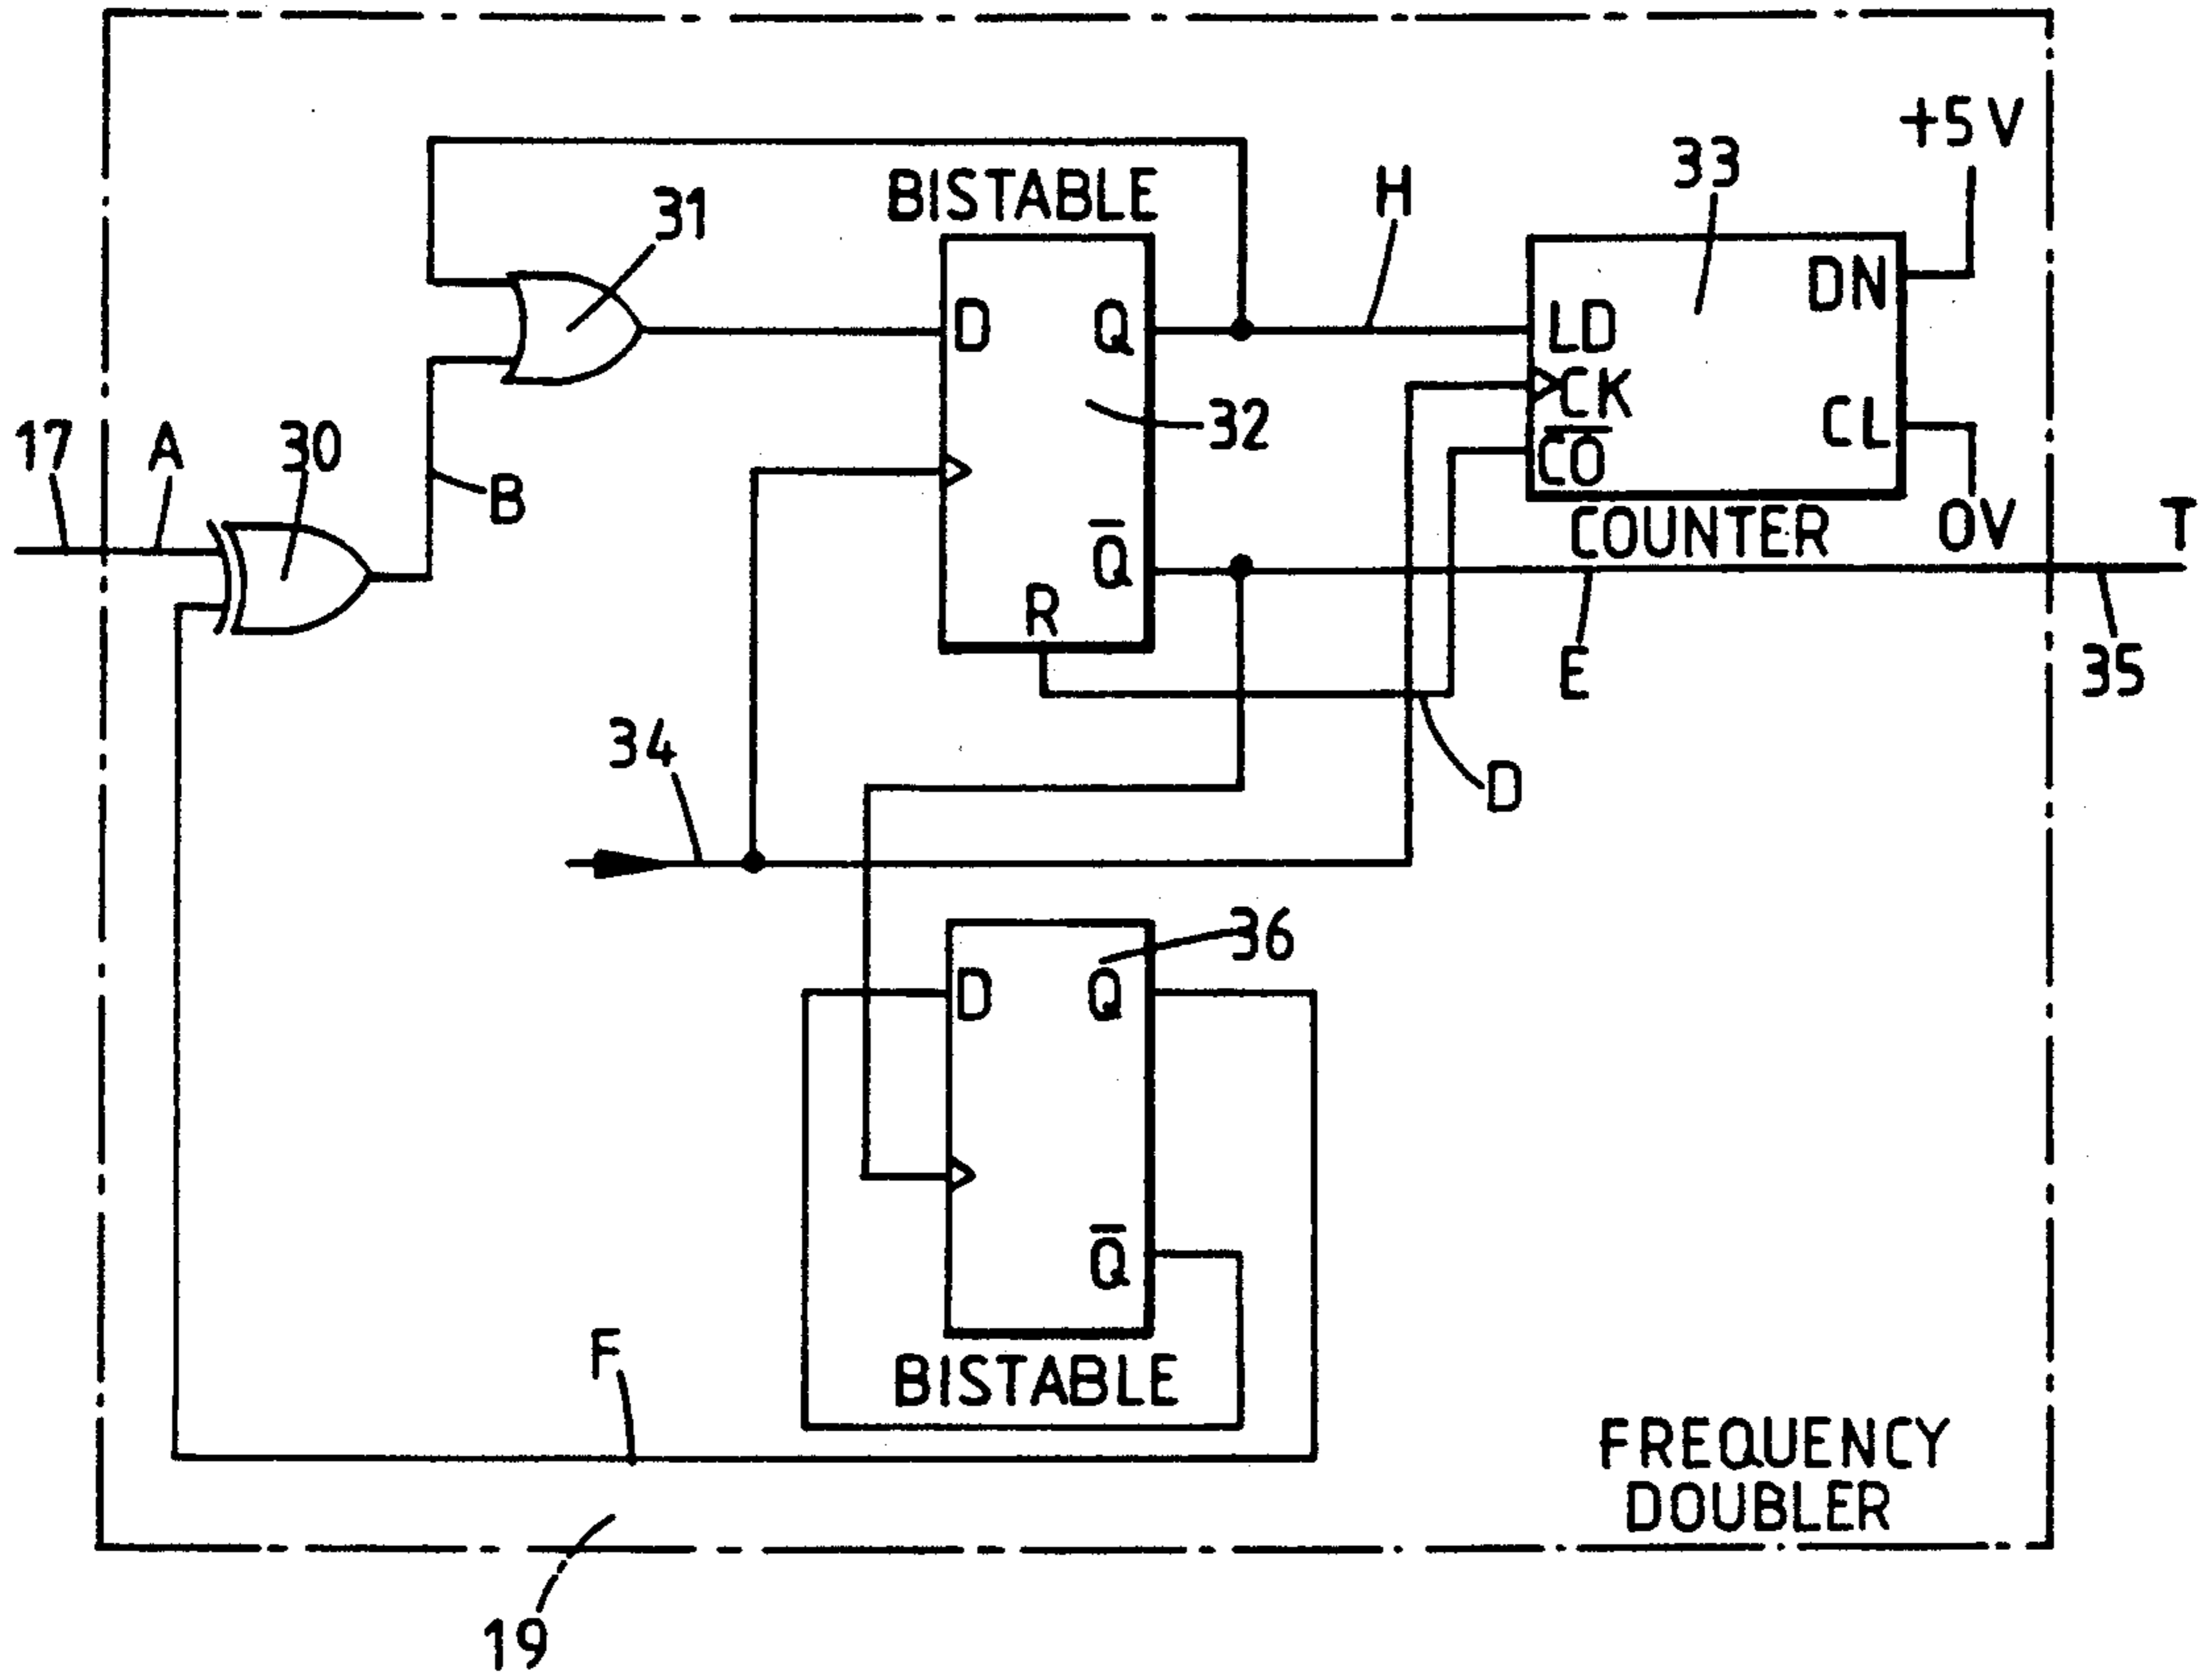 +5V
33
H
BISTABLE
31
DN
D
Q
LD
CK
32
17
A
30
CL
C̅O̅
B
0V
T
COUNTER
Q̅
R
E
35
34
D
36
D
Q
Q̅
F
BISTABLE
FREQUENCY
DOUBLER
19